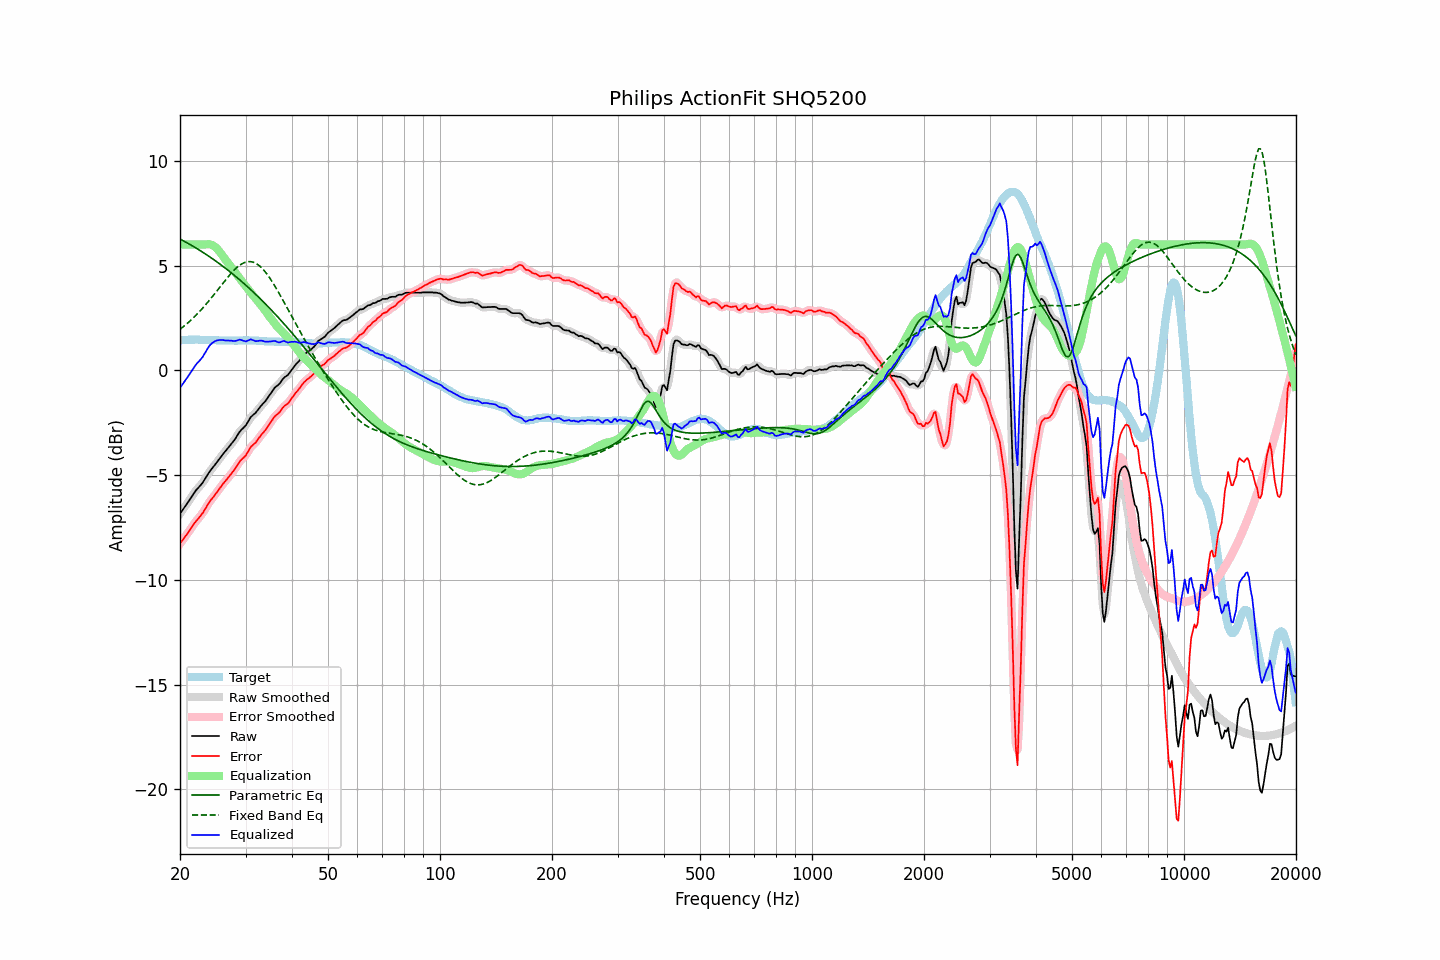 Philips ActionFit SHQ5200
Amplitude (dBr)
10
5
0
−5
−10
−15
−20
Target
Raw Smoothed
Error Smoothed
Raw
Error
Equalization
Parametric Eq
Fixed Band Eq
Equalized
20
50
100
200
500
1000
2000
5000
10000
20000
Frequency (Hz)